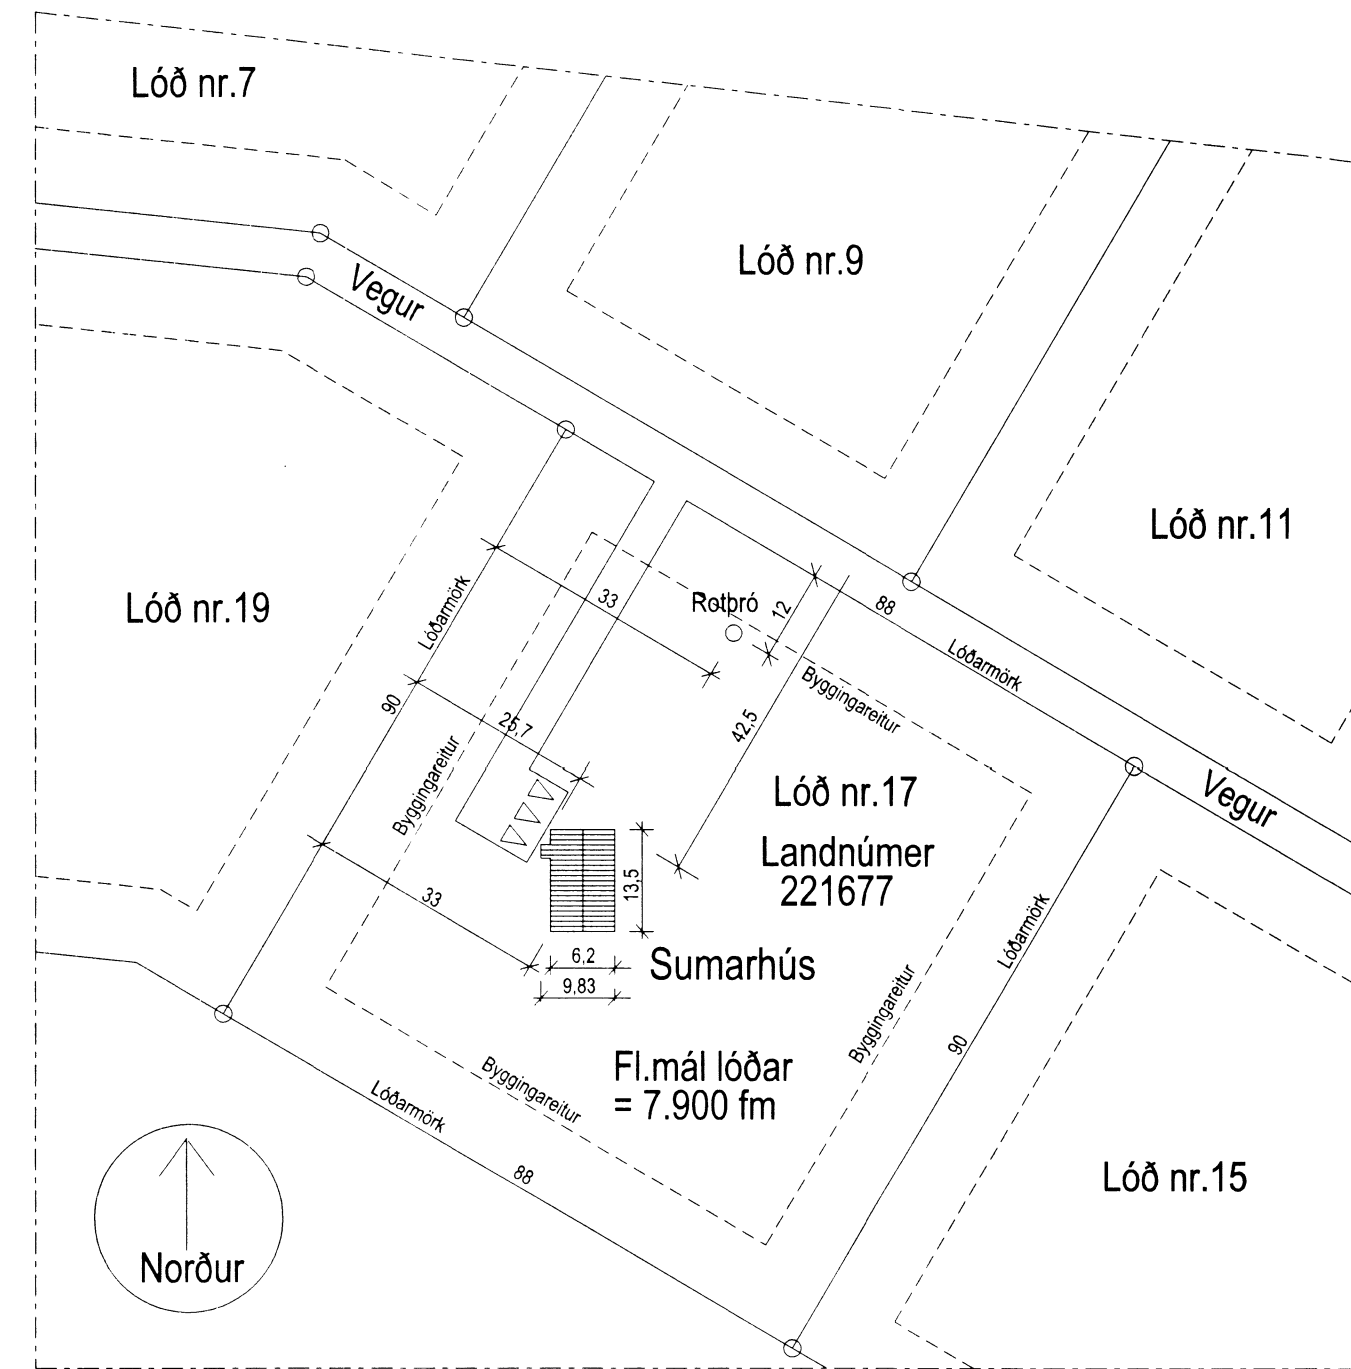 Lóð nr.7
Lóð nr.9
Vegur
Lóð nr.11
Lóð nr.19
Lóðarmörk
33
Rotþró
12
88
Lóðarmörk
Byggingareitur
90
25,7
42,5
Byggingareitur
Lóð nr.17
Vegur
Landnúmer
221677
13,5
33
Lóðarmörk
6,2
Sumarhús
9,83
Byggingareitur
90
Fl.mál lóðar
= 7.900 fm
Byggingareitur
Lóðarmörk
88
Lóð nr.15
Norður